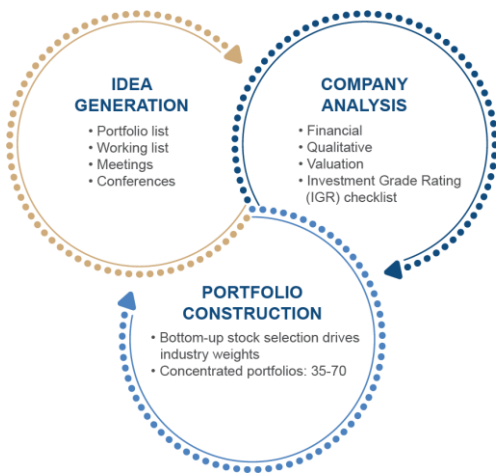 IDEA
GENERATION
• Portfolio list
• Working list
• Meetings
• Conferences
COMPANY
ANALYSIS
• Financial
• Qualitative
• Valuation
• Investment Grade Rating
(IGR) checklist
PORTFOLIO
CONSTRUCTION
• Bottom-up stock selection drives
industry weights
• Concentrated portfolios: 35-70